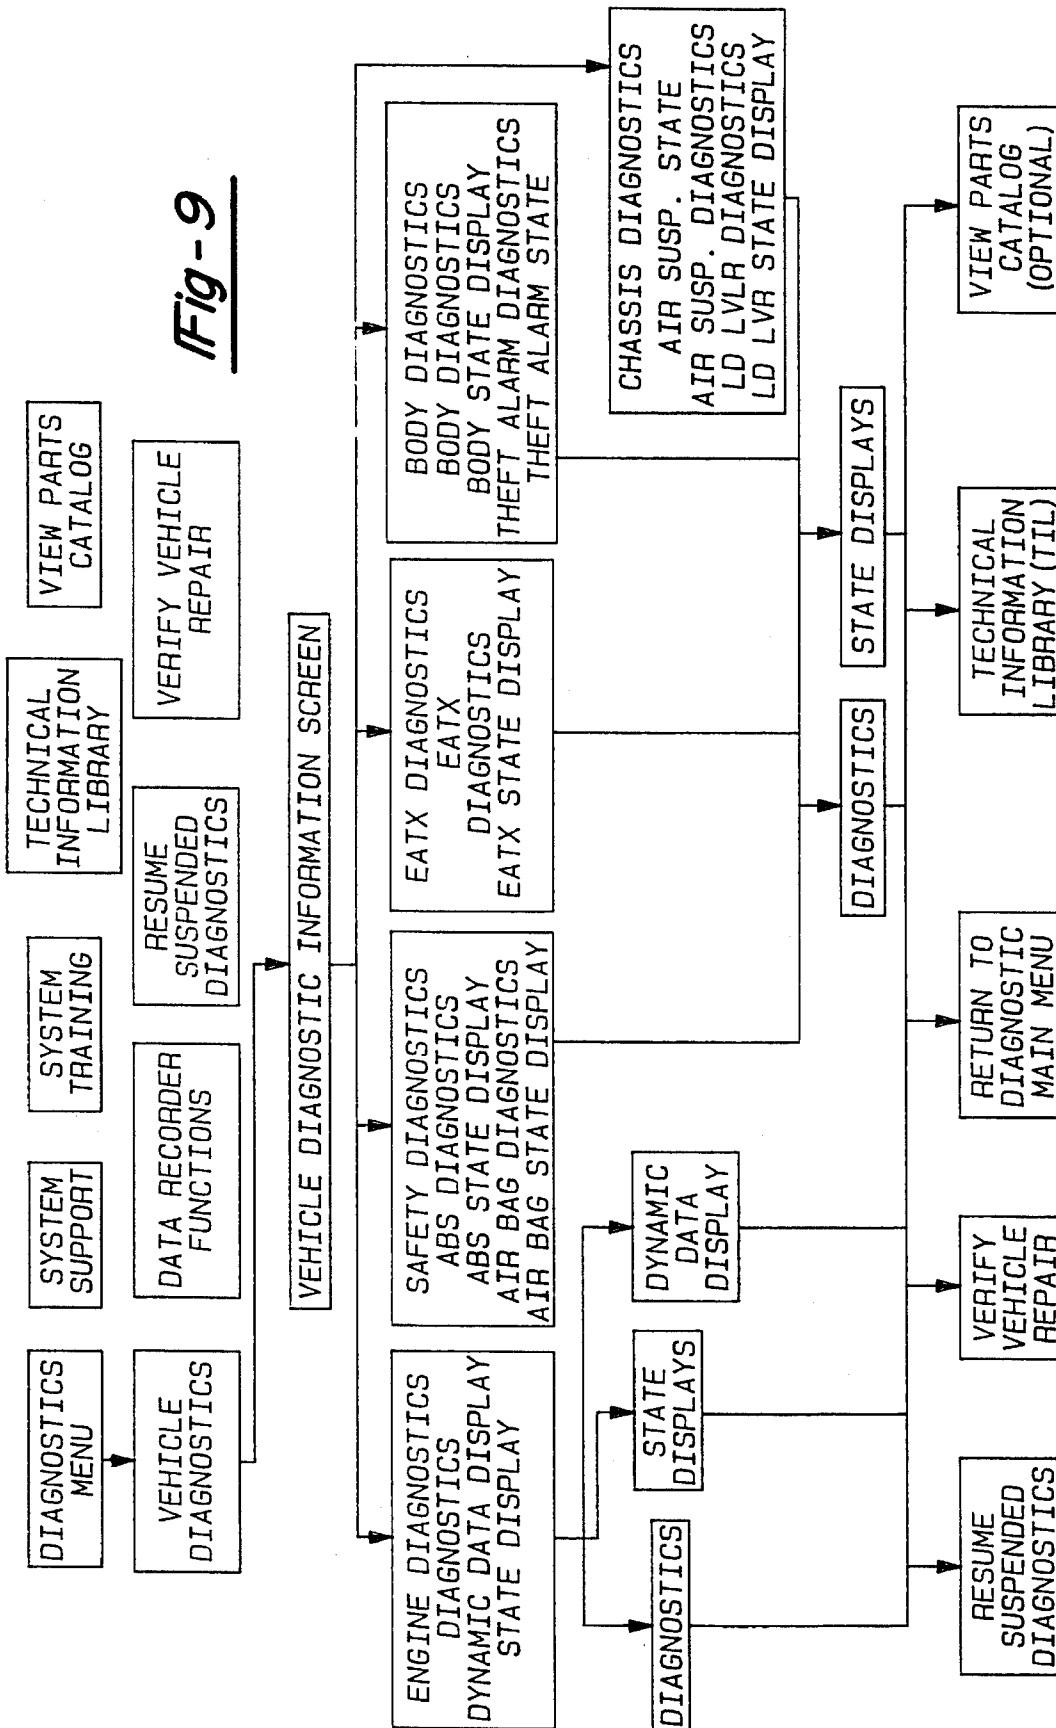 Fig-9
DIAGNOSTICS
MENU
SYSTEM
SUPPORT
SYSTEM
TRAINING
TECHNICAL
INFORMATION
LIBRARY
VIEW PARTS
CATALOG
VEHICLE
DIAGNOSTICS
DATA RECORDER
FUNCTIONS
RESUME
SUSPENDED
DIAGNOSTICS
VERIFY VEHICLE
REPAIR
VEHICLE DIAGNOSTIC INFORMATION SCREEN
ENGINE DIAGNOSTICS
DIAGNOSTICS
DYNAMIC DATA DISPLAY
STATE DISPLAY
SAFETY DIAGNOSTICS
ABS DIAGNOSTICS
ABS STATE DISPLAY
AIR BAG DIAGNOSTICS
AIR BAG STATE DISPLAY
EATX DIAGNOSTICS
EATX
DIAGNOSTICS
EATX STATE DISPLAY
BODY DIAGNOSTICS
BODY DIAGNOSTICS
BODY STATE DISPLAY
THEFT ALARM DIAGNOSTICS
THEFT ALARM STATE
CHASSIS DIAGNOSTICS
AIR SUSP. STATE
AIR SUSP. DIAGNOSTICS
LD LVLR DIAGNOSTICS
LD LVR STATE DISPLAY
DIAGNOSTICS
STATE
DISPLAYS
DYNAMIC
DATA
DISPLAY
DIAGNOSTICS
STATE DISPLAYS
RESUME
SUSPENDED
DIAGNOSTICS
VERIFY
VEHICLE
REPAIR
RETURN TO
DIAGNOSTIC
MAIN MENU
TECHNICAL
INFORMATION
LIBRARY (TIL)
VIEW PARTS
CATALOG
(OPTIONAL)